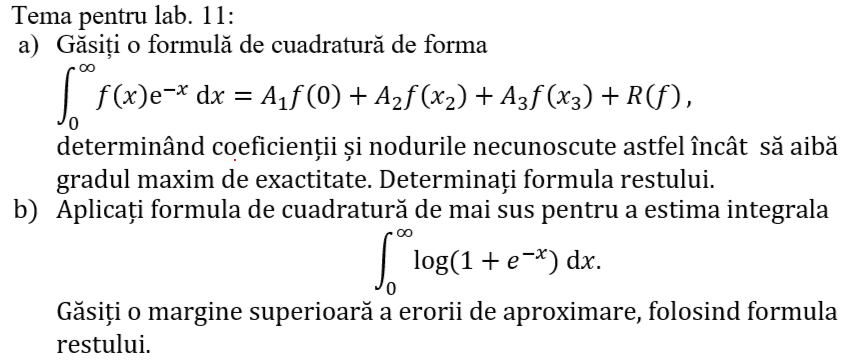 Tema pentru lab. 11:
a) Găsiți o formulă de cuadratură de forma
∫₀^∞ f(x)e⁻ˣ dx = A₁f(0) + A₂f(x₂) + A₃f(x₃) + R(f),
determinând coeficienții și nodurile necunoscute astfel încât să aibă
gradul maxim de exactitate. Determinați formula restului.
b) Aplicați formula de cuadratură de mai sus pentru a estima integrala
∫₀^∞ log(1 + e⁻ˣ) dx.
Găsiți o margine superioară a erorii de aproximare, folosind formula
restului.